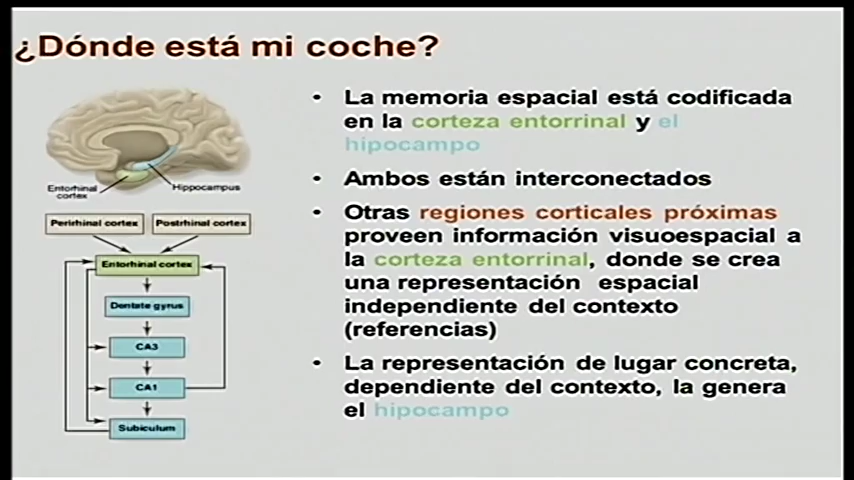 ¿Dónde está mi coche?
Entorhinal
cortex
Hippocampus
Perirhinal cortex
Postrhinal cortex
Entorhinal cortex
Dentate gyrus
CA3
CA1
Subiculum
• La memoria espacial está codificada
en la corteza entorrinal y el
hipocampo
• Ambos están interconectados
• Otras regiones corticales próximas
proveen información visuoespacial a
la corteza entorrinal, donde se crea
una representación espacial
independiente del contexto
(referencias)
• La representación de lugar concreta,
dependiente del contexto, la genera
el hipocampo